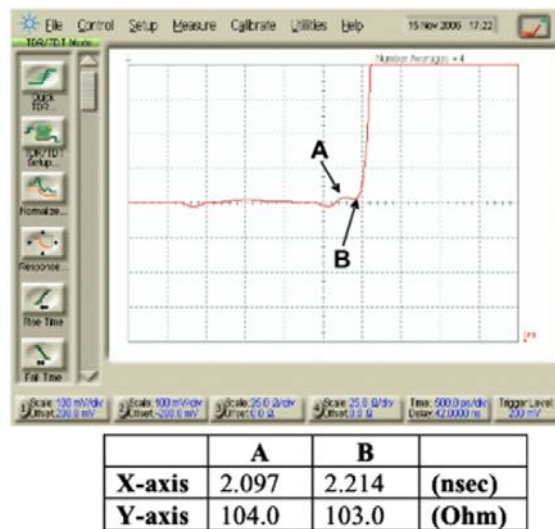 File Control Setup Measure Calibrate Utilities Help 15 Nov 2006 17:22
TDR/TDT Mode
Number Averages = 4
Quick
TDR...
TDR/TDT
Setup...
Normalize...
Response...
Rise Time
Fall Time
A
B
1 Scale: 100 mV/div 2 Scale: 100 mV/div 3 Scale: 25.0 Ω/div 4 Scale: 25.0 Ω/div Time: 500.0 ps/div Trigger Level:
Offset: 200.0 mV Offset: -200.0 mV Offset: 0.0 Ω Offset: 0.0 Ω Delay: 42.0000 ns 200 mV
A B
X-axis 2.097 2.214 (nsec)
Y-axis 104.0 103.0 (Ohm)